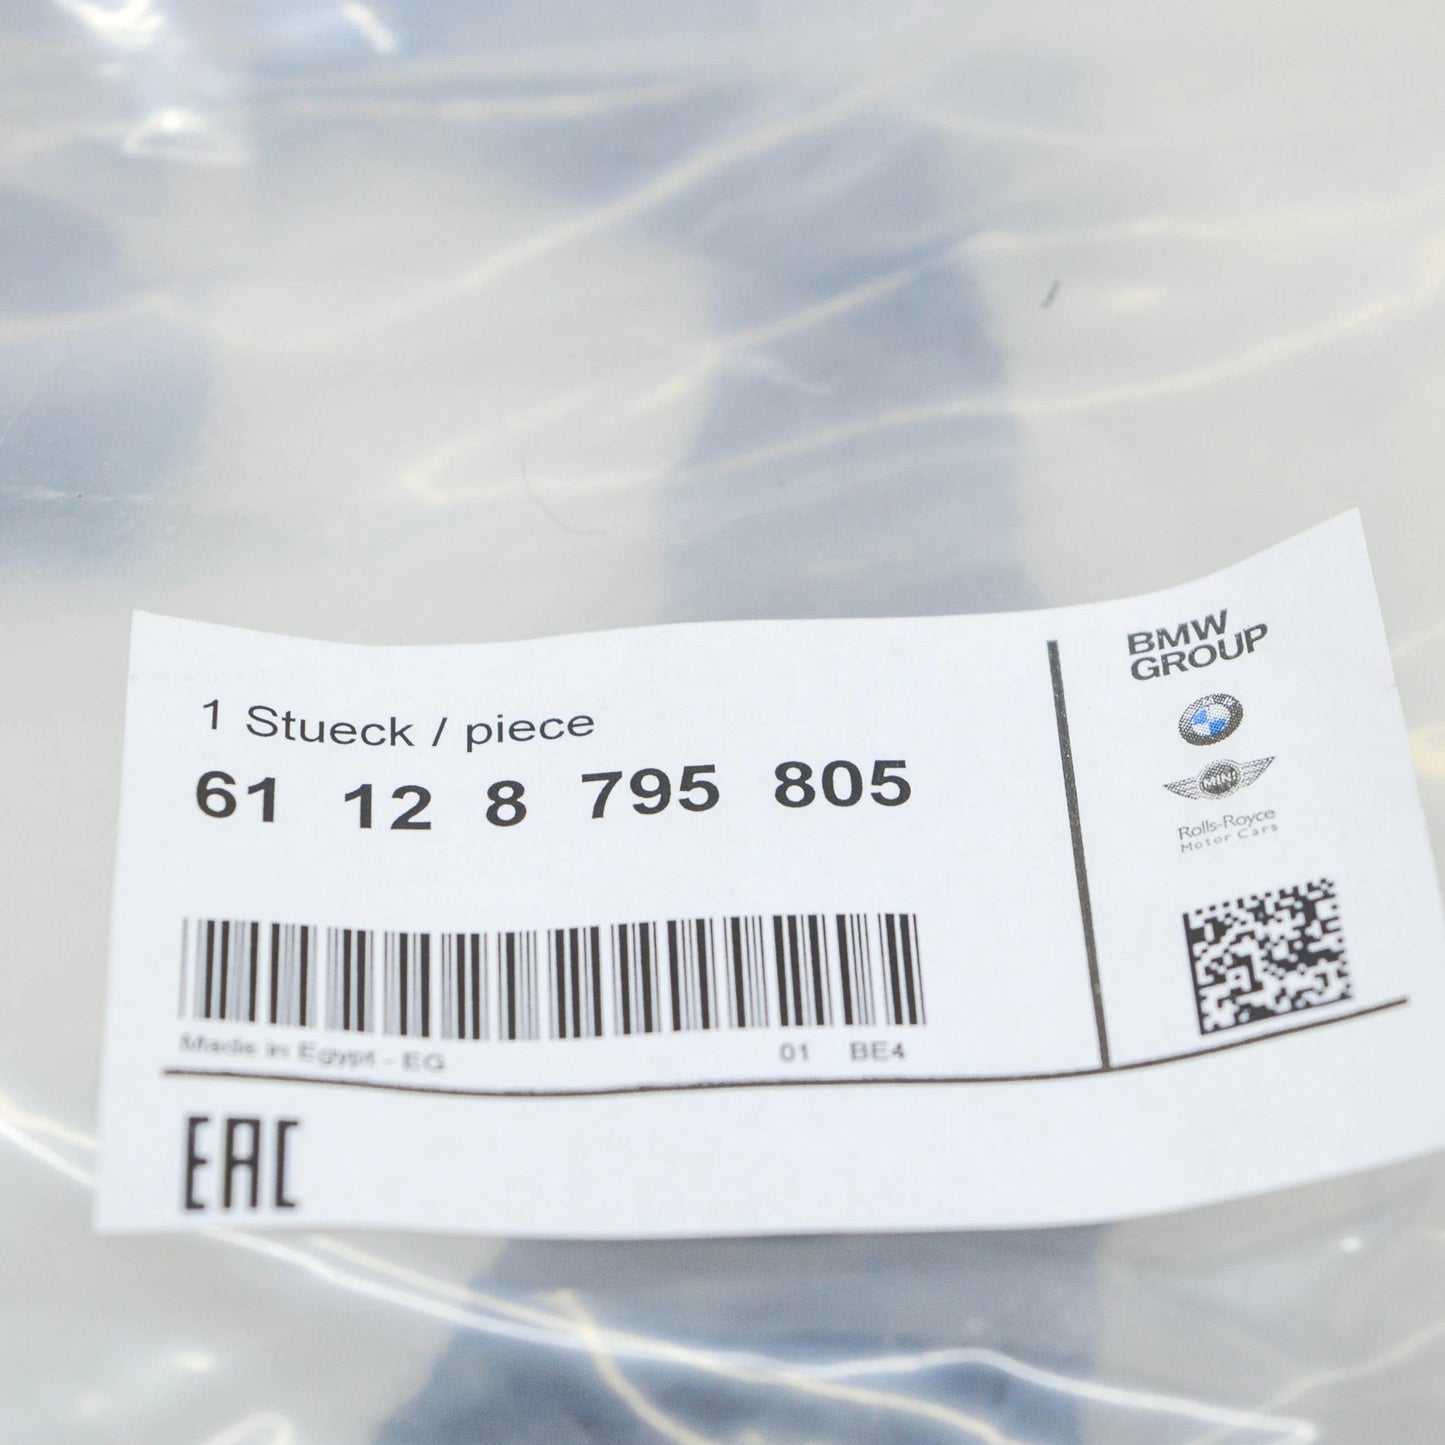 1 Stueck / piece
61 12 8 795 805
Made in Egypt - EG 01 BE4
EAC
BMW
GROUP
BMW
MINI
Rolls-Royce
Motor Cars